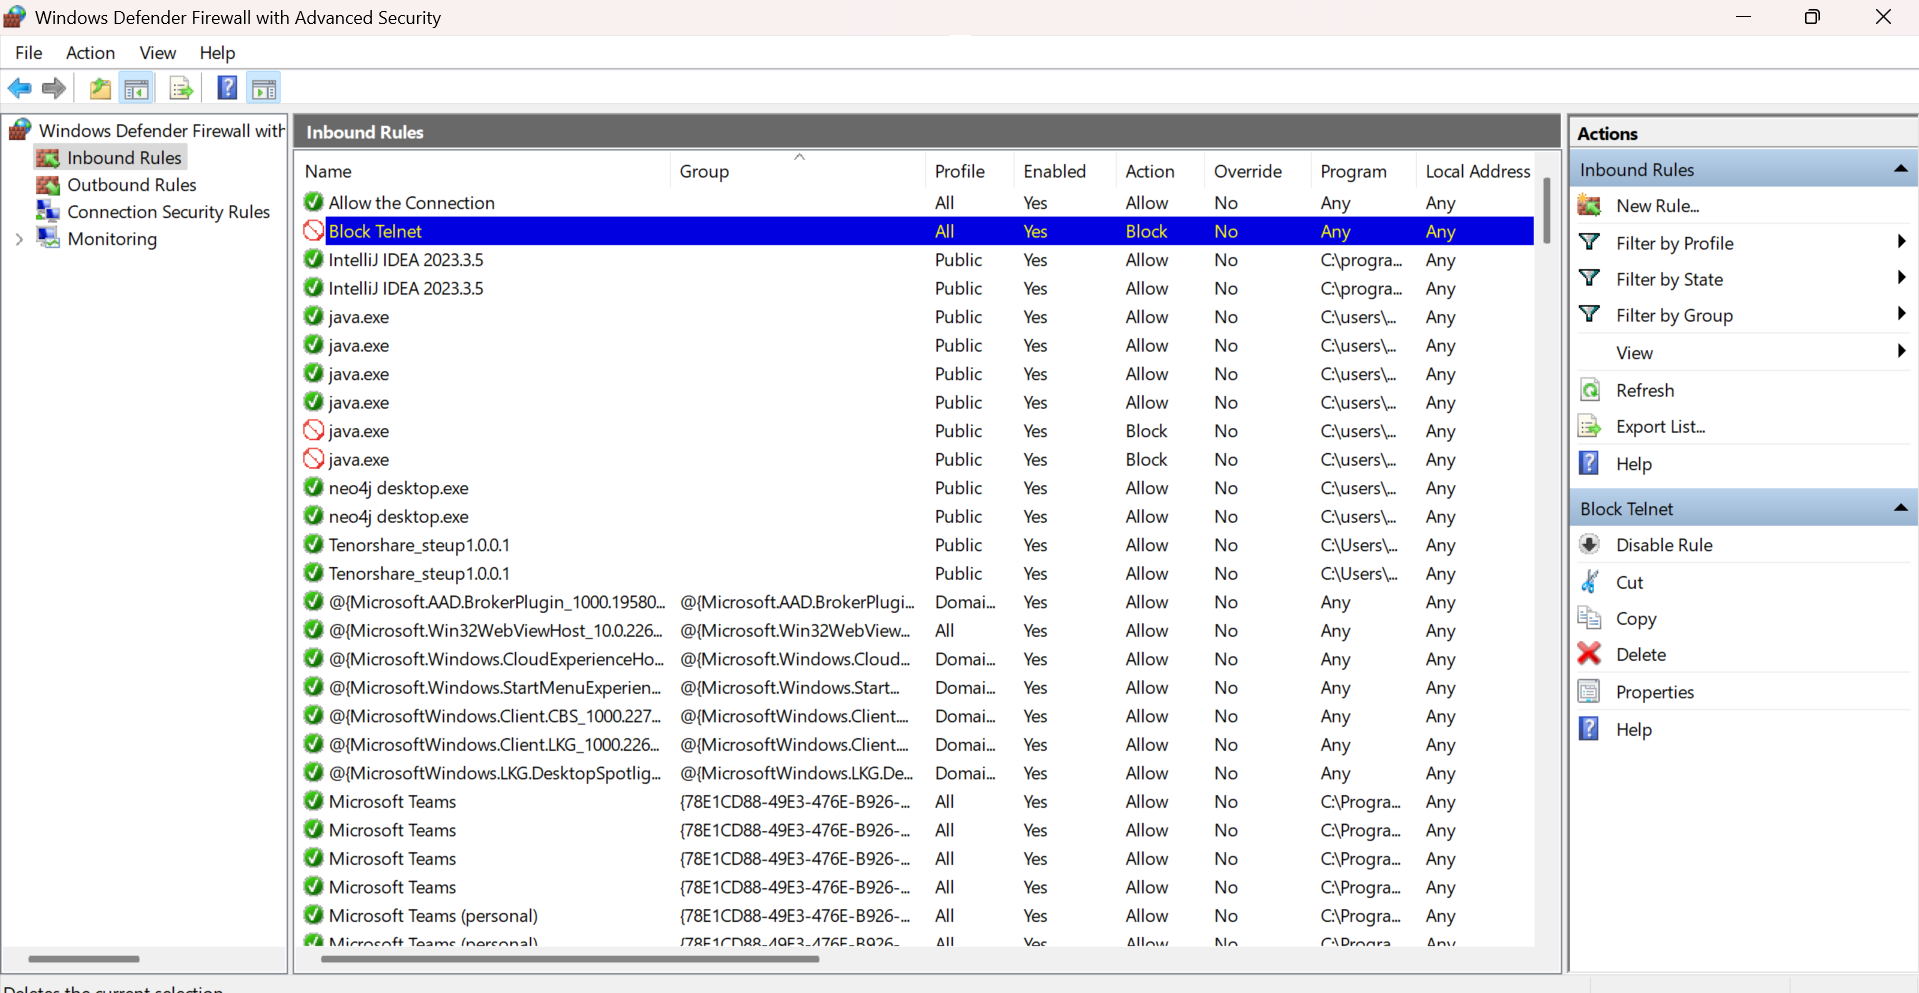 Windows Defender Firewall with Advanced Security
File Action View Help
Windows Defender Firewall with
Inbound Rules
Outbound Rules
Connection Security Rules
Monitoring
Inbound Rules
Name Group Profile Enabled Action Override Program Local Address
Allow the Connection All Yes Allow No Any Any
Block Telnet All Yes Block No Any Any
IntelliJ IDEA 2023.3.5 Public Yes Allow No C:\progra... Any
IntelliJ IDEA 2023.3.5 Public Yes Allow No C:\progra... Any
java.exe Public Yes Allow No C:\users\... Any
java.exe Public Yes Allow No C:\users\... Any
java.exe Public Yes Allow No C:\users\... Any
java.exe Public Yes Allow No C:\users\... Any
java.exe Public Yes Block No C:\users\... Any
java.exe Public Yes Block No C:\users\... Any
neo4j desktop.exe Public Yes Allow No C:\users\... Any
neo4j desktop.exe Public Yes Allow No C:\users\... Any
Tenorshare_steup1.0.0.1 Public Yes Allow No C:\Users\... Any
Tenorshare_steup1.0.0.1 Public Yes Allow No C:\Users\... Any
@{Microsoft.AAD.BrokerPlugin_1000.19580... @{Microsoft.AAD.BrokerPlugi... Domai... Yes Allow No Any Any
@{Microsoft.Win32WebViewHost_10.0.226... @{Microsoft.Win32WebView... All Yes Allow No Any Any
@{Microsoft.Windows.CloudExperienceHo... @{Microsoft.Windows.Cloud... Domai... Yes Allow No Any Any
@{Microsoft.Windows.StartMenuExperien... @{Microsoft.Windows.Start... Domai... Yes Allow No Any Any
@{MicrosoftWindows.Client.CBS_1000.227... @{MicrosoftWindows.Client.... Domai... Yes Allow No Any Any
@{MicrosoftWindows.Client.LKG_1000.226... @{MicrosoftWindows.Client.... Domai... Yes Allow No Any Any
@{MicrosoftWindows.LKG.DesktopSpotlig... @{MicrosoftWindows.LKG.De... Domai... Yes Allow No Any Any
Microsoft Teams {78E1CD88-49E3-476E-B926-... All Yes Allow No C:\Progra... Any
Microsoft Teams {78E1CD88-49E3-476E-B926-... All Yes Allow No C:\Progra... Any
Microsoft Teams {78E1CD88-49E3-476E-B926-... All Yes Allow No C:\Progra... Any
Microsoft Teams {78E1CD88-49E3-476E-B926-... All Yes Allow No C:\Progra... Any
Microsoft Teams (personal) {78E1CD88-49E3-476E-B926-... All Yes Allow No C:\Progra... Any
Microsoft Teams (personal) {78E1CD88-49E3-476E-B926-... All Yes Allow No C:\Progra... Any
Actions
Inbound Rules
New Rule...
Filter by Profile
Filter by State
Filter by Group
View
Refresh
Export List...
Help
Block Telnet
Disable Rule
Cut
Copy
Delete
Properties
Help
Deletes the current selection